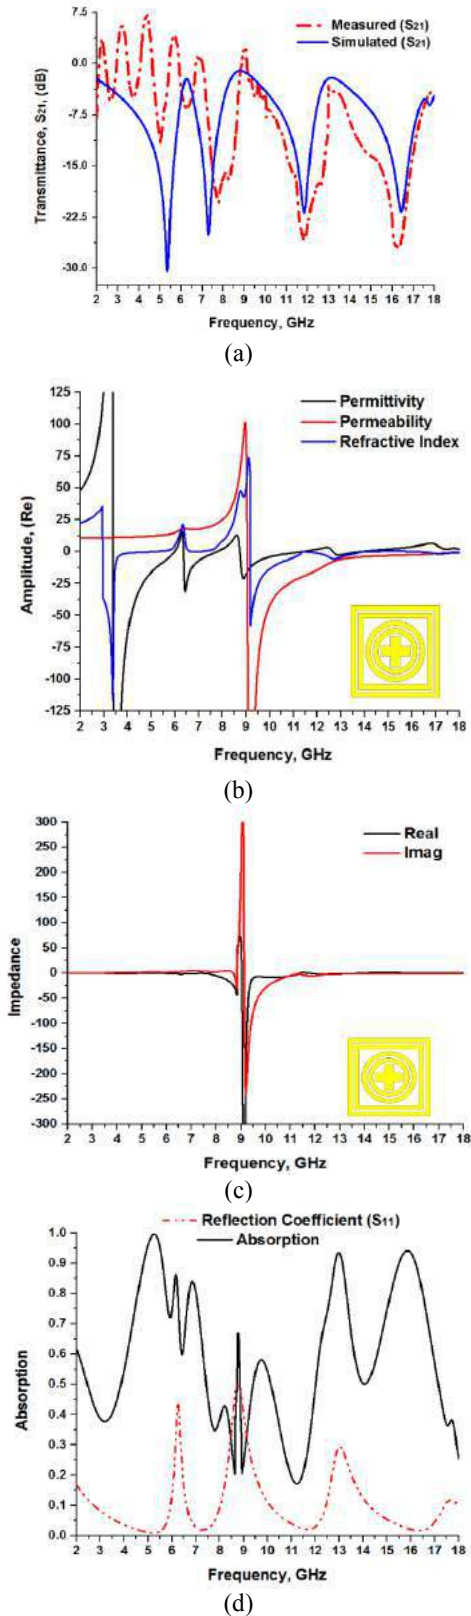 Measured (S21)
Simulated (S21)
Transmittance, S21, (dB)
7.5
0.0
-7.5
-15.0
-22.5
-30.0
2 3 4 5 6 7 8 9 10 11 12 13 14 16 17 18
Frequency, GHz
(a)
Permittivity
Permeability
Refractive Index
Amplitude, (Re)
125
100
75
50
25
0
-25
-50
-75
-100
-125
2 3 4 5 6 7 8 9 10 11 12 13 14 16 17 18
Frequency, GHz
(b)
Real
Imag
Impedance
300
250
200
150
100
50
0
-50
-100
-150
-200
-250
-300
2 3 4 5 6 7 8 9 10 11 12 13 14 16 17 18
Frequency, GHz
(c)
Reflection Coefficient (S11)
Absorption
Absorption
1.0
0.9
0.8
0.7
0.6
0.5
0.4
0.3
0.2
0.1
0.0
2 3 4 5 6 7 8 9 10 11 12 13 14 16 17 18
Frequency, GHz
(d)